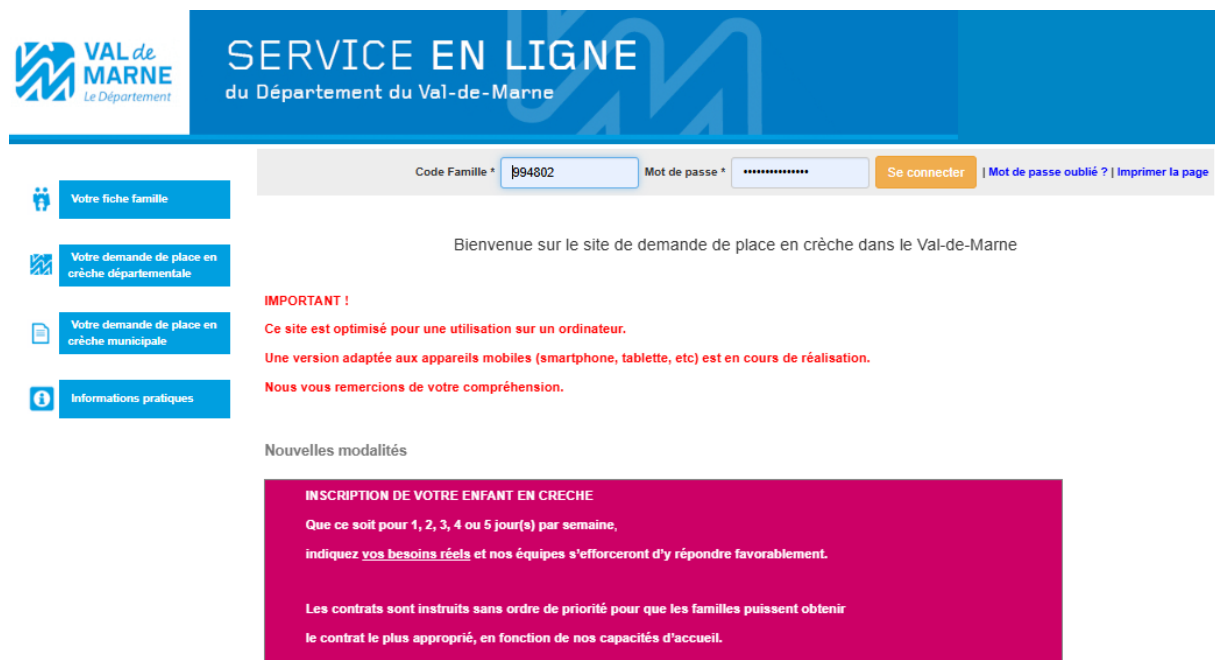 VAL de
MARNE
Le Département
SERVICE EN LIGNE
du Département du Val-de-Marne
Code Famille * 994802 Mot de passe * ••••••••••••••• Se connecter | Mot de passe oublié ? | Imprimer la page
Votre fiche famille
Votre demande de place en
crèche départementale
Votre demande de place en
crèche municipale
Informations pratiques
Bienvenue sur le site de demande de place en crèche dans le Val-de-Marne
IMPORTANT !
Ce site est optimisé pour une utilisation sur un ordinateur.
Une version adaptée aux appareils mobiles (smartphone, tablette, etc) est en cours de réalisation.
Nous vous remercions de votre compréhension.
Nouvelles modalités
INSCRIPTION DE VOTRE ENFANT EN CRECHE
Que ce soit pour 1, 2, 3, 4 ou 5 jour(s) par semaine,
indiquez vos besoins réels et nos équipes s'efforceront d'y répondre favorablement.
Les contrats sont instruits sans ordre de priorité pour que les familles puissent obtenir
le contrat le plus approprié, en fonction de nos capacités d'accueil.